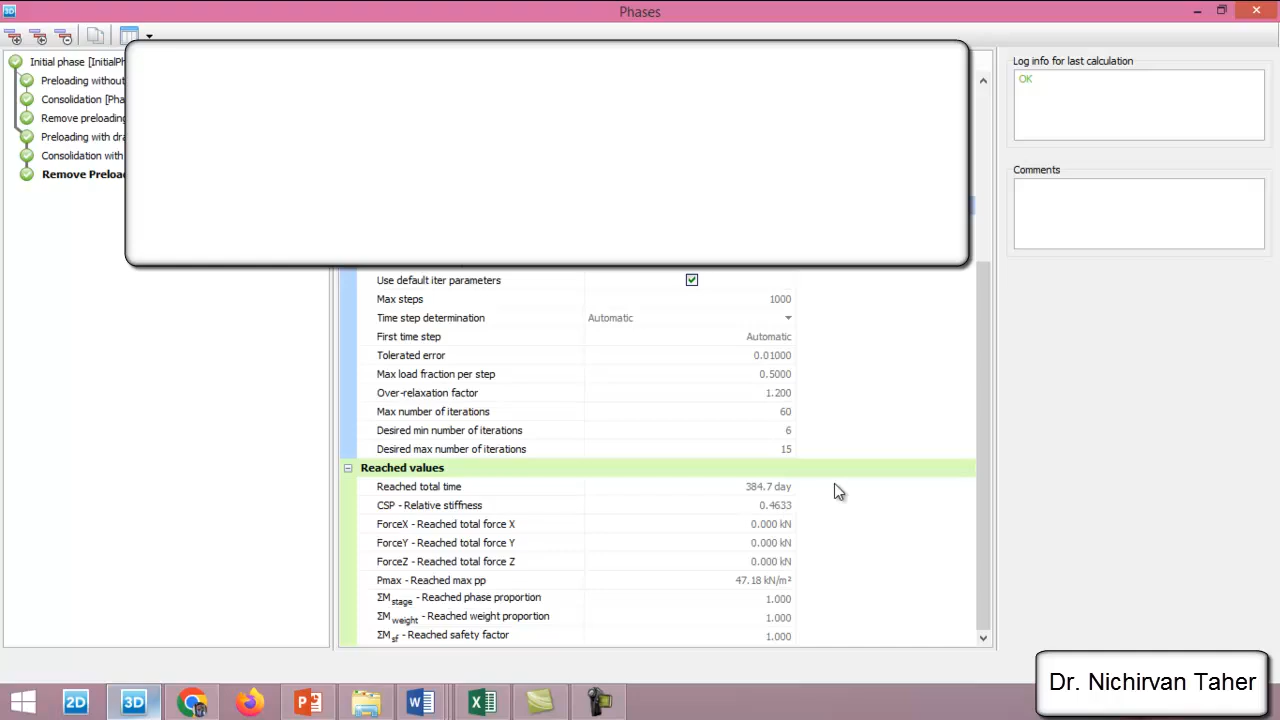 3D
Phases
Initial phase [InitialPh
Preloading without
Consolidation [Pha
Remove preloading
Preloading with dra
Consolidation with
Remove Preloa
Log info for last calculation
OK
Comments
Use default iter parameters
Max steps 1000
Time step determination Automatic
First time step Automatic
Tolerated error 0.01000
Max load fraction per step 0.5000
Over-relaxation factor 1.200
Max number of iterations 60
Desired min number of iterations 6
Desired max number of iterations 15
Reached values
Reached total time 384.7 day
CSP - Relative stiffness 0.4633
ForceX - Reached total force X 0.000 kN
ForceY - Reached total force Y 0.000 kN
ForceZ - Reached total force Z 0.000 kN
Pmax - Reached max pp 47.18 kN/m²
ΣMstage - Reached phase proportion 1.000
ΣMweight - Reached weight proportion 1.000
ΣMsf - Reached safety factor 1.000
Dr. Nichirvan Taher
2D 3D